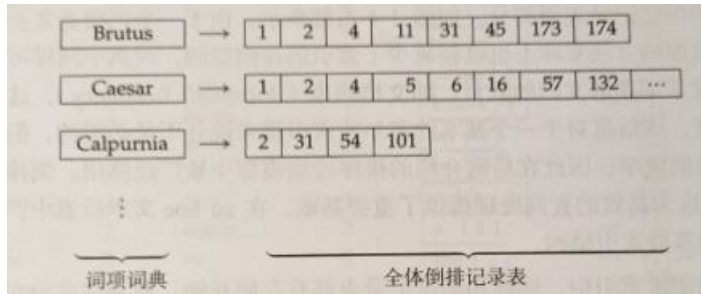 Brutus → 1 2 4 11 31 45 173 174
Caesar → 1 2 4 5 6 16 57 132 ⋯
Calpurnia → 2 31 54 101
⋮
词项词典 全体倒排记录表